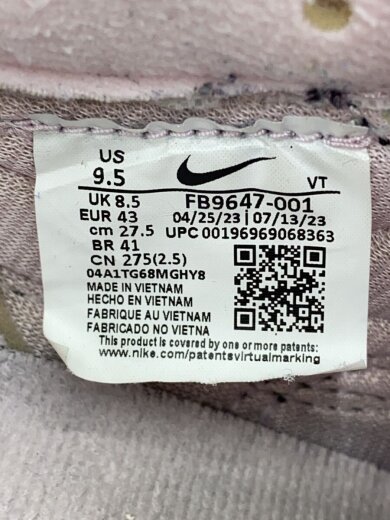 US
9.5
VT
UK 8.5
FB9647-001
EUR 43
04/25/23 | 07/13/23
cm 27.5
UPC 00196969068363
BR 41
CN 275(2.5)
04A1TG68MGHY8
MADE IN VIETNAM
HECHO EN VIETNAM
FABRIQUE AU VIETNAM
FABRICADO NO VIETNA
This product is covered by one or more patents.
www.nike.com/patentsvirtualmarking